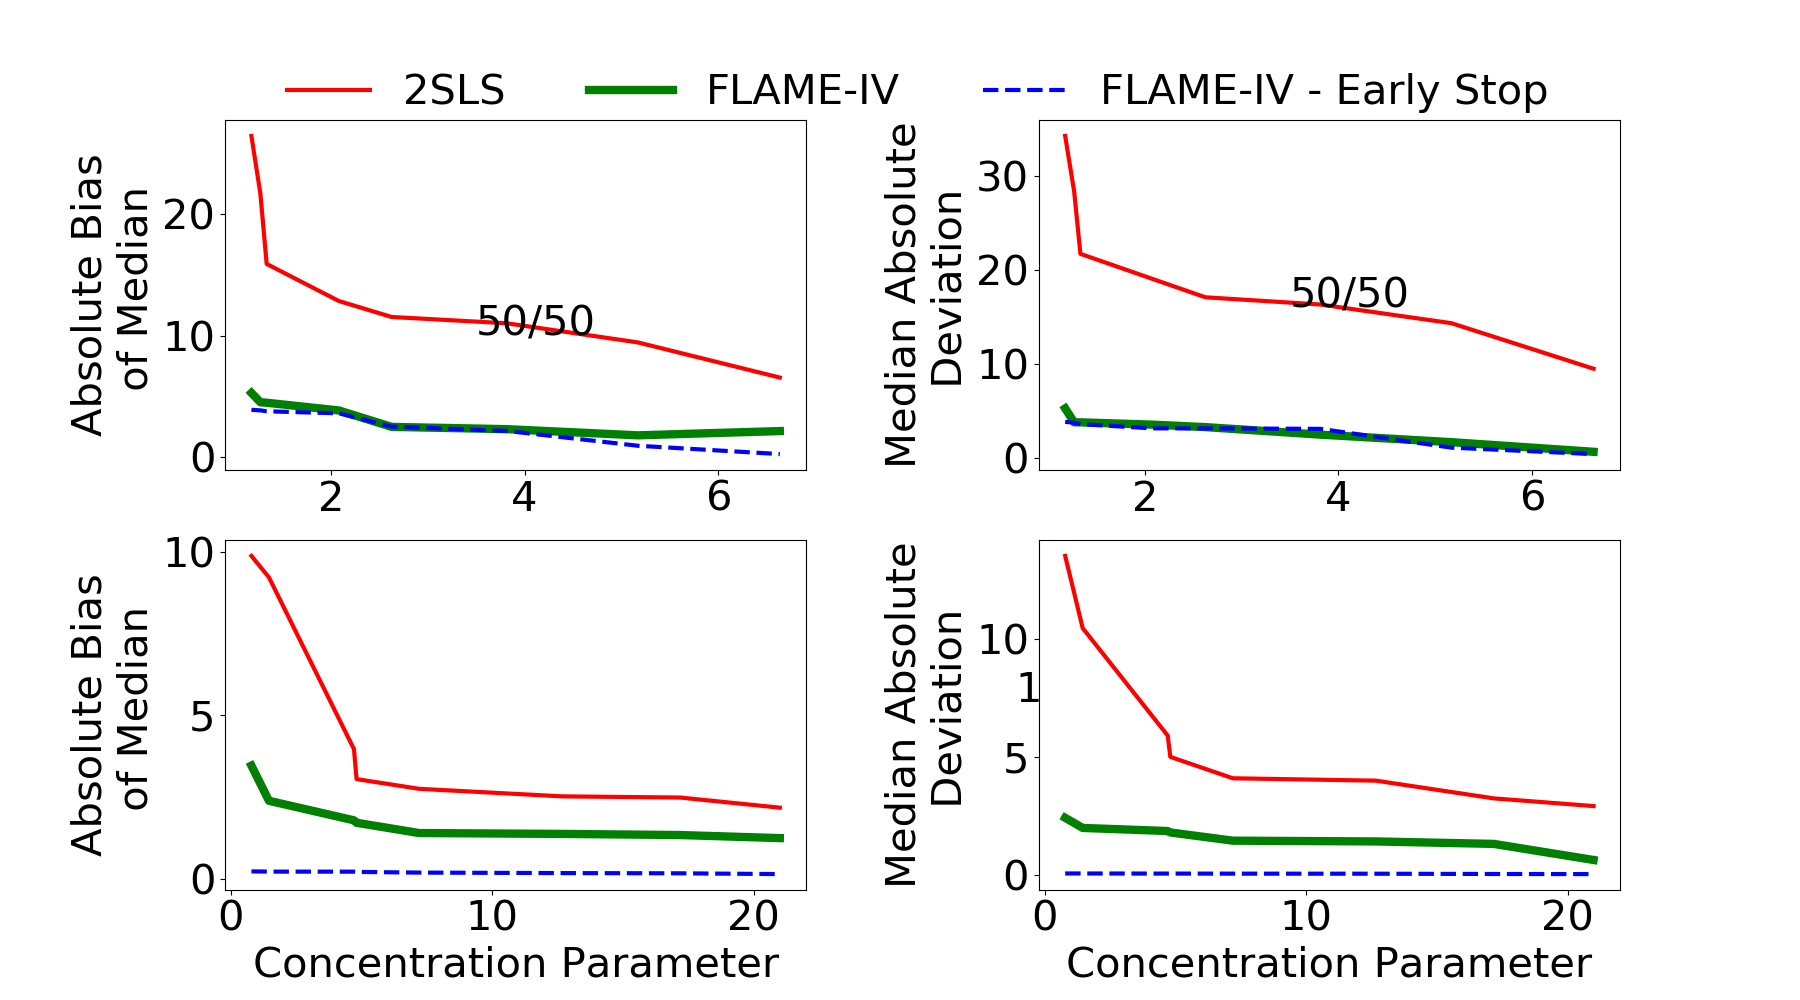 2SLS FLAME-IV FLAME-IV - Early Stop
Absolute Bias
of Median
20
10
0
50/50
2 4 6
Median Absolute
Deviation
30
20
10
0
50/50
2 4 6
Absolute Bias
of Median
10
5
0
0 10 20
Concentration Parameter
Median Absolute
Deviation
10
1
5
0
0 10 20
Concentration Parameter